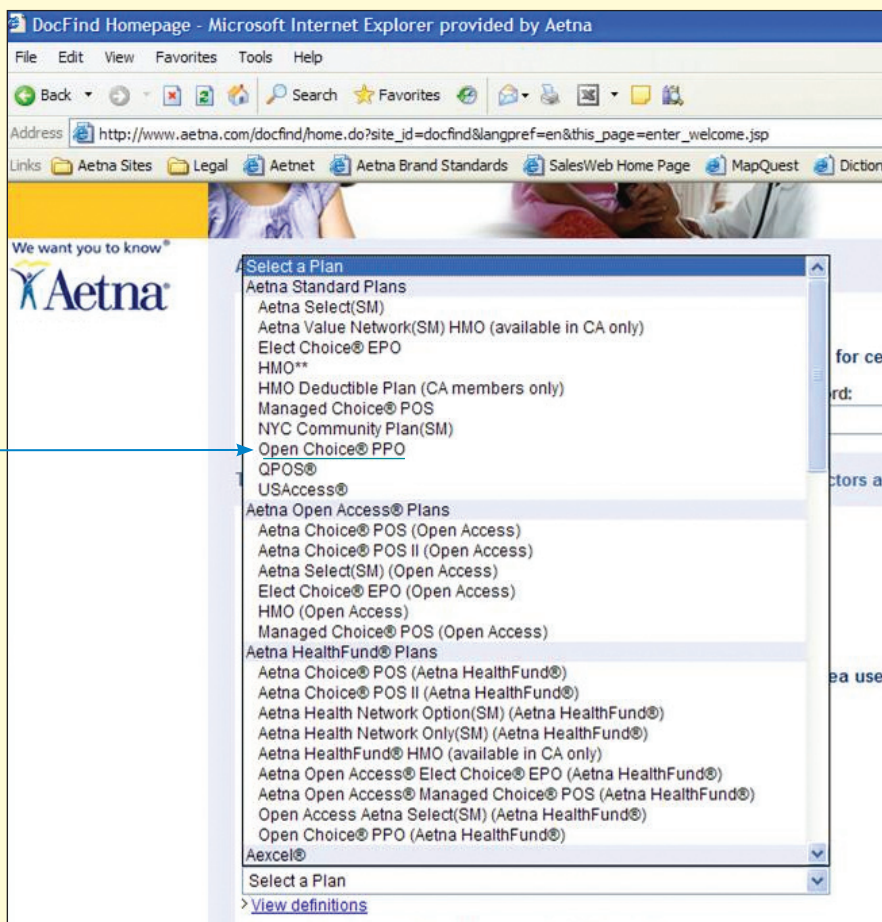 DocFind Homepage - Microsoft Internet Explorer provided by Aetna
File Edit View Favorites Tools Help
Back Search Favorites
Address http://www.aetna.com/docfind/home.do?site_id=docfind&langpref=en&this_page=enter_welcome.jsp
Links Aetna Sites Legal Aetnet Aetna Brand Standards SalesWeb Home Page MapQuest Diction
We want you to know®
Aetna®
Select a Plan
Aetna Standard Plans
Aetna Select(SM)
Aetna Value Network(SM) HMO (available in CA only)
Elect Choice® EPO
HMO**
HMO Deductible Plan (CA members only)
Managed Choice® POS
NYC Community Plan(SM)
Open Choice® PPO
QPOS®
USAccess®
Aetna Open Access® Plans
Aetna Choice® POS (Open Access)
Aetna Choice® POS II (Open Access)
Aetna Select(SM) (Open Access)
Elect Choice® EPO (Open Access)
HMO (Open Access)
Managed Choice® POS (Open Access)
Aetna HealthFund® Plans
Aetna Choice® POS (Aetna HealthFund®)
Aetna Choice® POS II (Aetna HealthFund®)
Aetna Health Network Option(SM) (Aetna HealthFund®)
Aetna Health Network Only(SM) (Aetna HealthFund®)
Aetna HealthFund® HMO (available in CA only)
Aetna Open Access® Elect Choice® EPO (Aetna HealthFund®)
Aetna Open Access® Managed Choice® POS (Aetna HealthFund®)
Open Access Aetna Select(SM) (Aetna HealthFund®)
Open Choice® PPO (Aetna HealthFund®)
Aexcel®
Select a Plan
> View definitions
for ce
rd:
ctors a
ea use